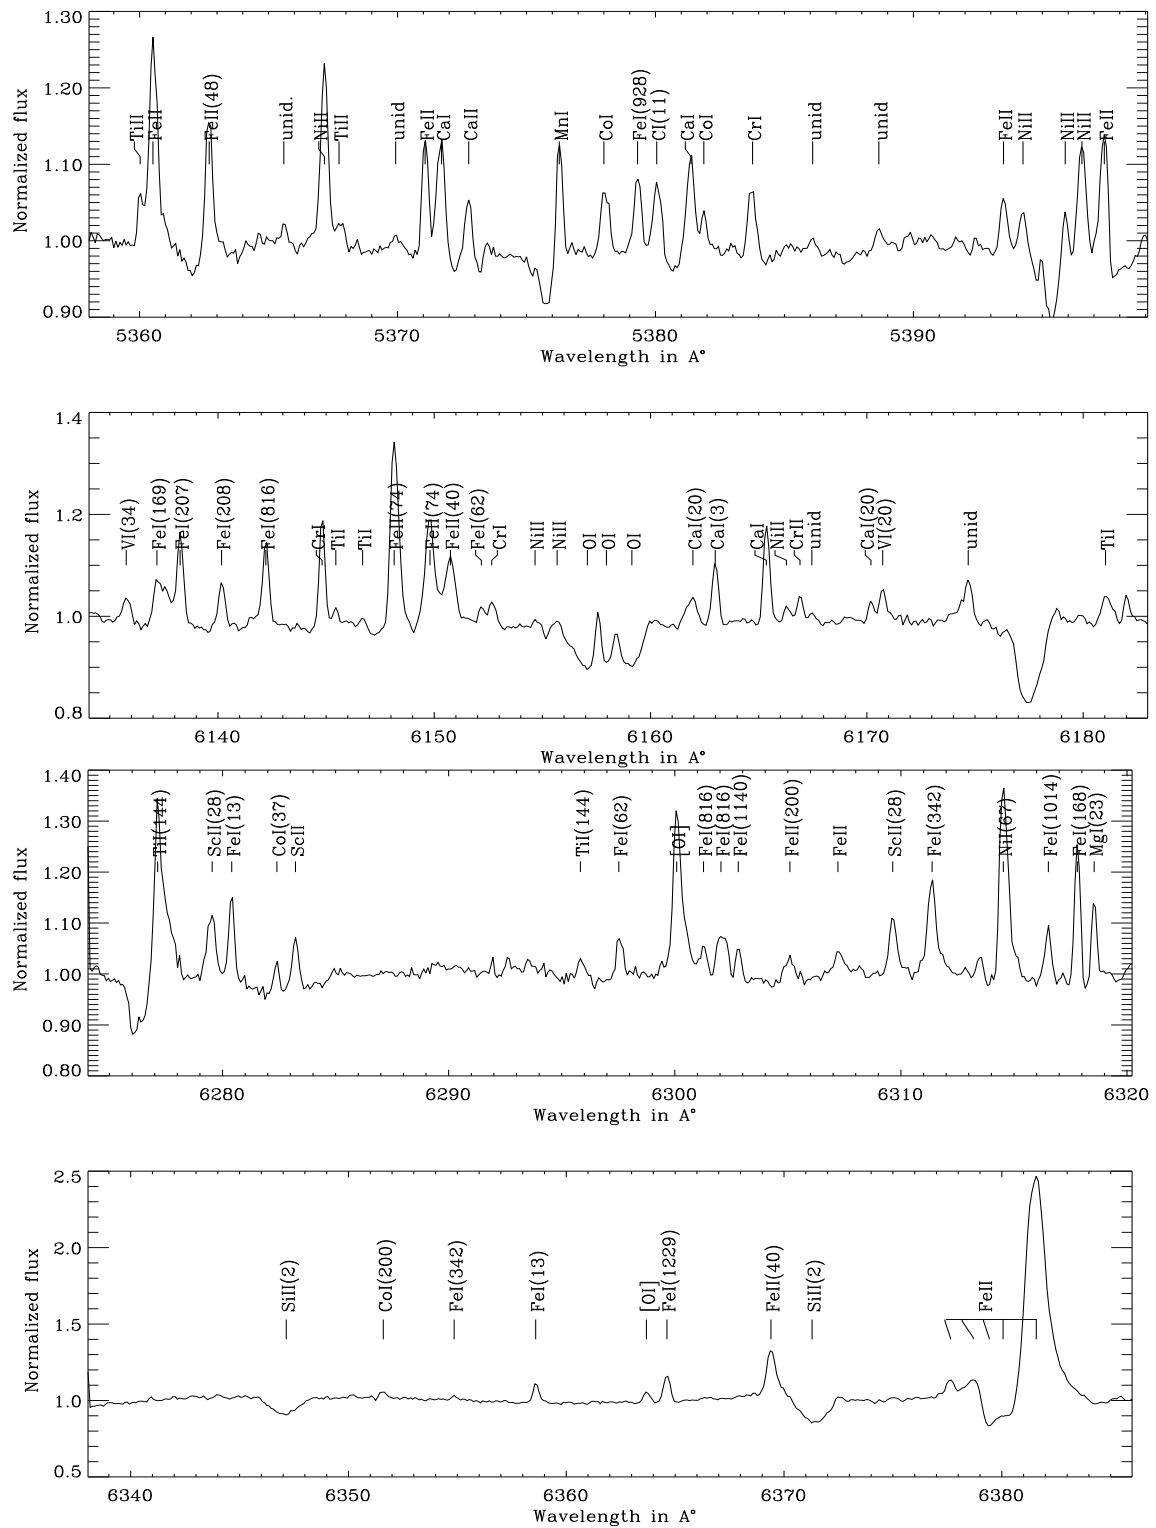 1.30
1.20
1.10
1.00
0.90
Normalized flux
TiII
FeII
FeII(48)
unid.
NiII
TiII
unid
FeII
CaI
CaII
MnI
CoI
FeI(928)
CI(11)
CaI
CoI
CrI
unid
unid
FeII
NiII
NiII
NiII
FeII
5360
5370
5380
5390
Wavelength in A°
1.4
1.2
1.0
0.8
Normalized flux
VI(34)
FeI(169)
FeI(207)
FeI(208)
FeI(816)
CrI
TiI
TiI
FeII(74)
FeII(74)
FeII(40)
FeI(62)
CrI
NiII
NiII
OI
OI
OI
CaI(20)
CaI(3)
CaI
NiII
CrII
unid
CaI(20)
VI(20)
unid
TiI
6140
6150
6160
6170
6180
Wavelength in A°
1.40
1.30
1.20
1.10
1.00
0.90
0.80
Normalized flux
TiI(144)
ScII(28)
FeI(13)
CoI(37)
ScII
TiI(144)
FeI(62)
[OI]
FeI(816)
FeI(816)
FeI(1140)
FeII(200)
FeII
ScII(28)
FeI(342)
NiI(67)
FeI(1014)
FeI(168)
MgI(23)
6280
6290
6300
6310
6320
Wavelength in A°
2.5
2.0
1.5
1.0
0.5
Normalized flux
SiII(2)
CoI(200)
FeI(342)
FeI(13)
[OI]
FeI(1229)
FeII(40)
SiII(2)
FeII
6340
6350
6360
6370
6380
Wavelength in A°